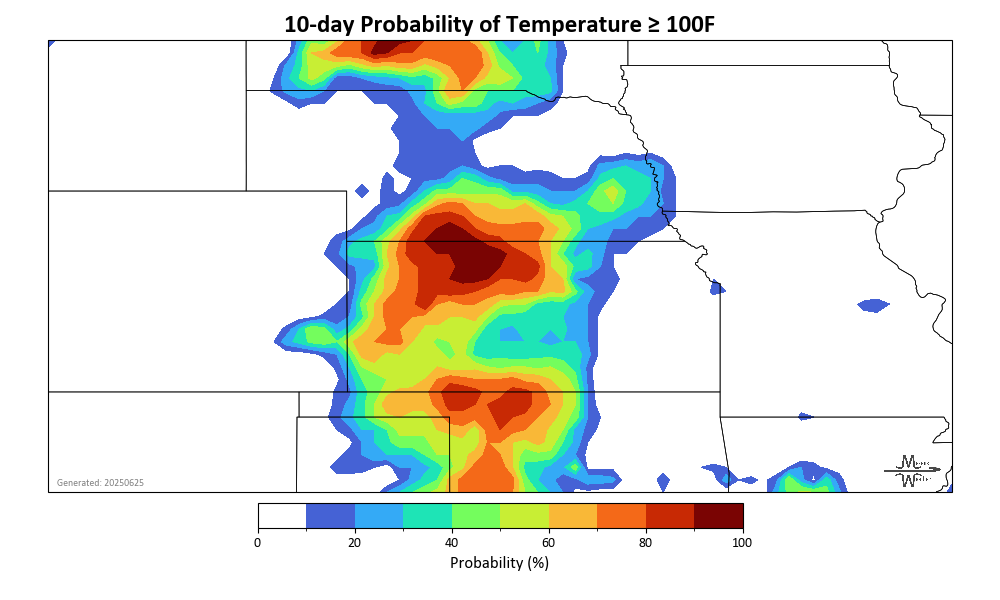 10-day Probability of Temperature ≥ 100F
Generated: 20250625
0 20 40 60 80 100
Probability (%)